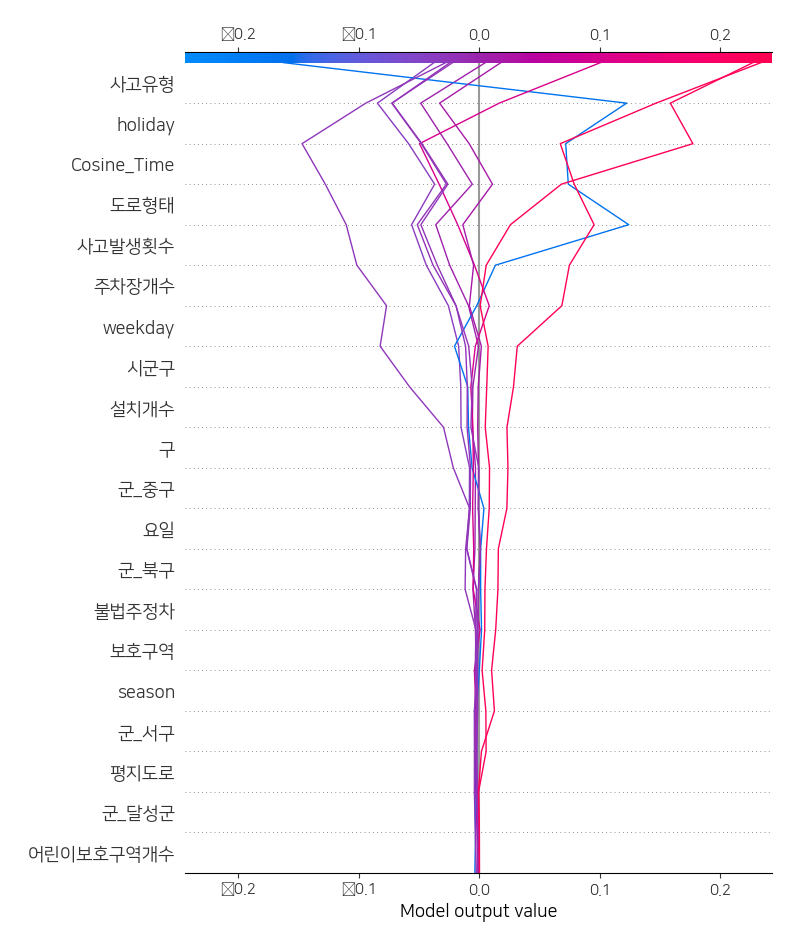 ▯0.2 ▯0.1 0.0 0.1 0.2
사고유형
holiday
Cosine_Time
도로형태
사고발생횟수
주차장개수
weekday
시군구
설치개수
구
군_중구
요일
군_북구
불법주정차
보호구역
season
군_서구
평지도로
군_달성군
어린이보호구역개수
▯0.2 ▯0.1 0.0 0.1 0.2
Model output value